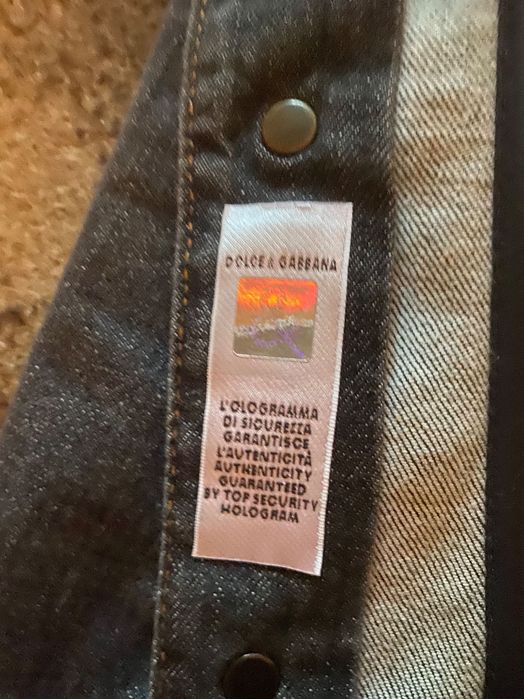 DOLCE & GABBANA
L'OLOGRAMMA
DI SICUREZZA
GARANTISCE
L'AUTENTICITÀ
AUTHENTICITY
GUARANTEED
BY TOP SECURITY
HOLOGRAM